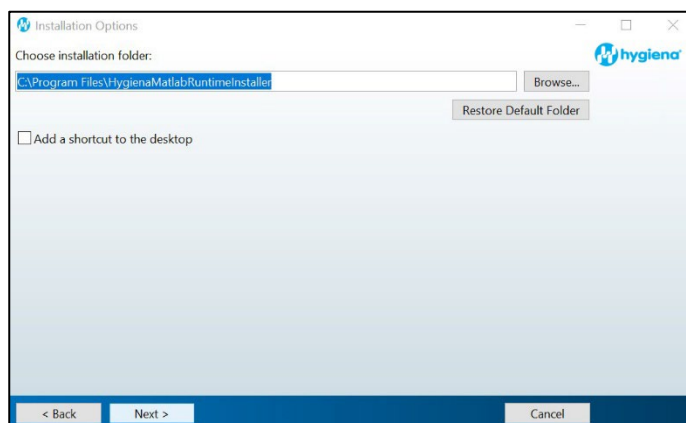 Installation Options
Choose installation folder:
hygiena
C:\Program Files\HygienaMatlabRuntimeInstaller
Browse...
Restore Default Folder
Add a shortcut to the desktop
< Back
Next >
Cancel